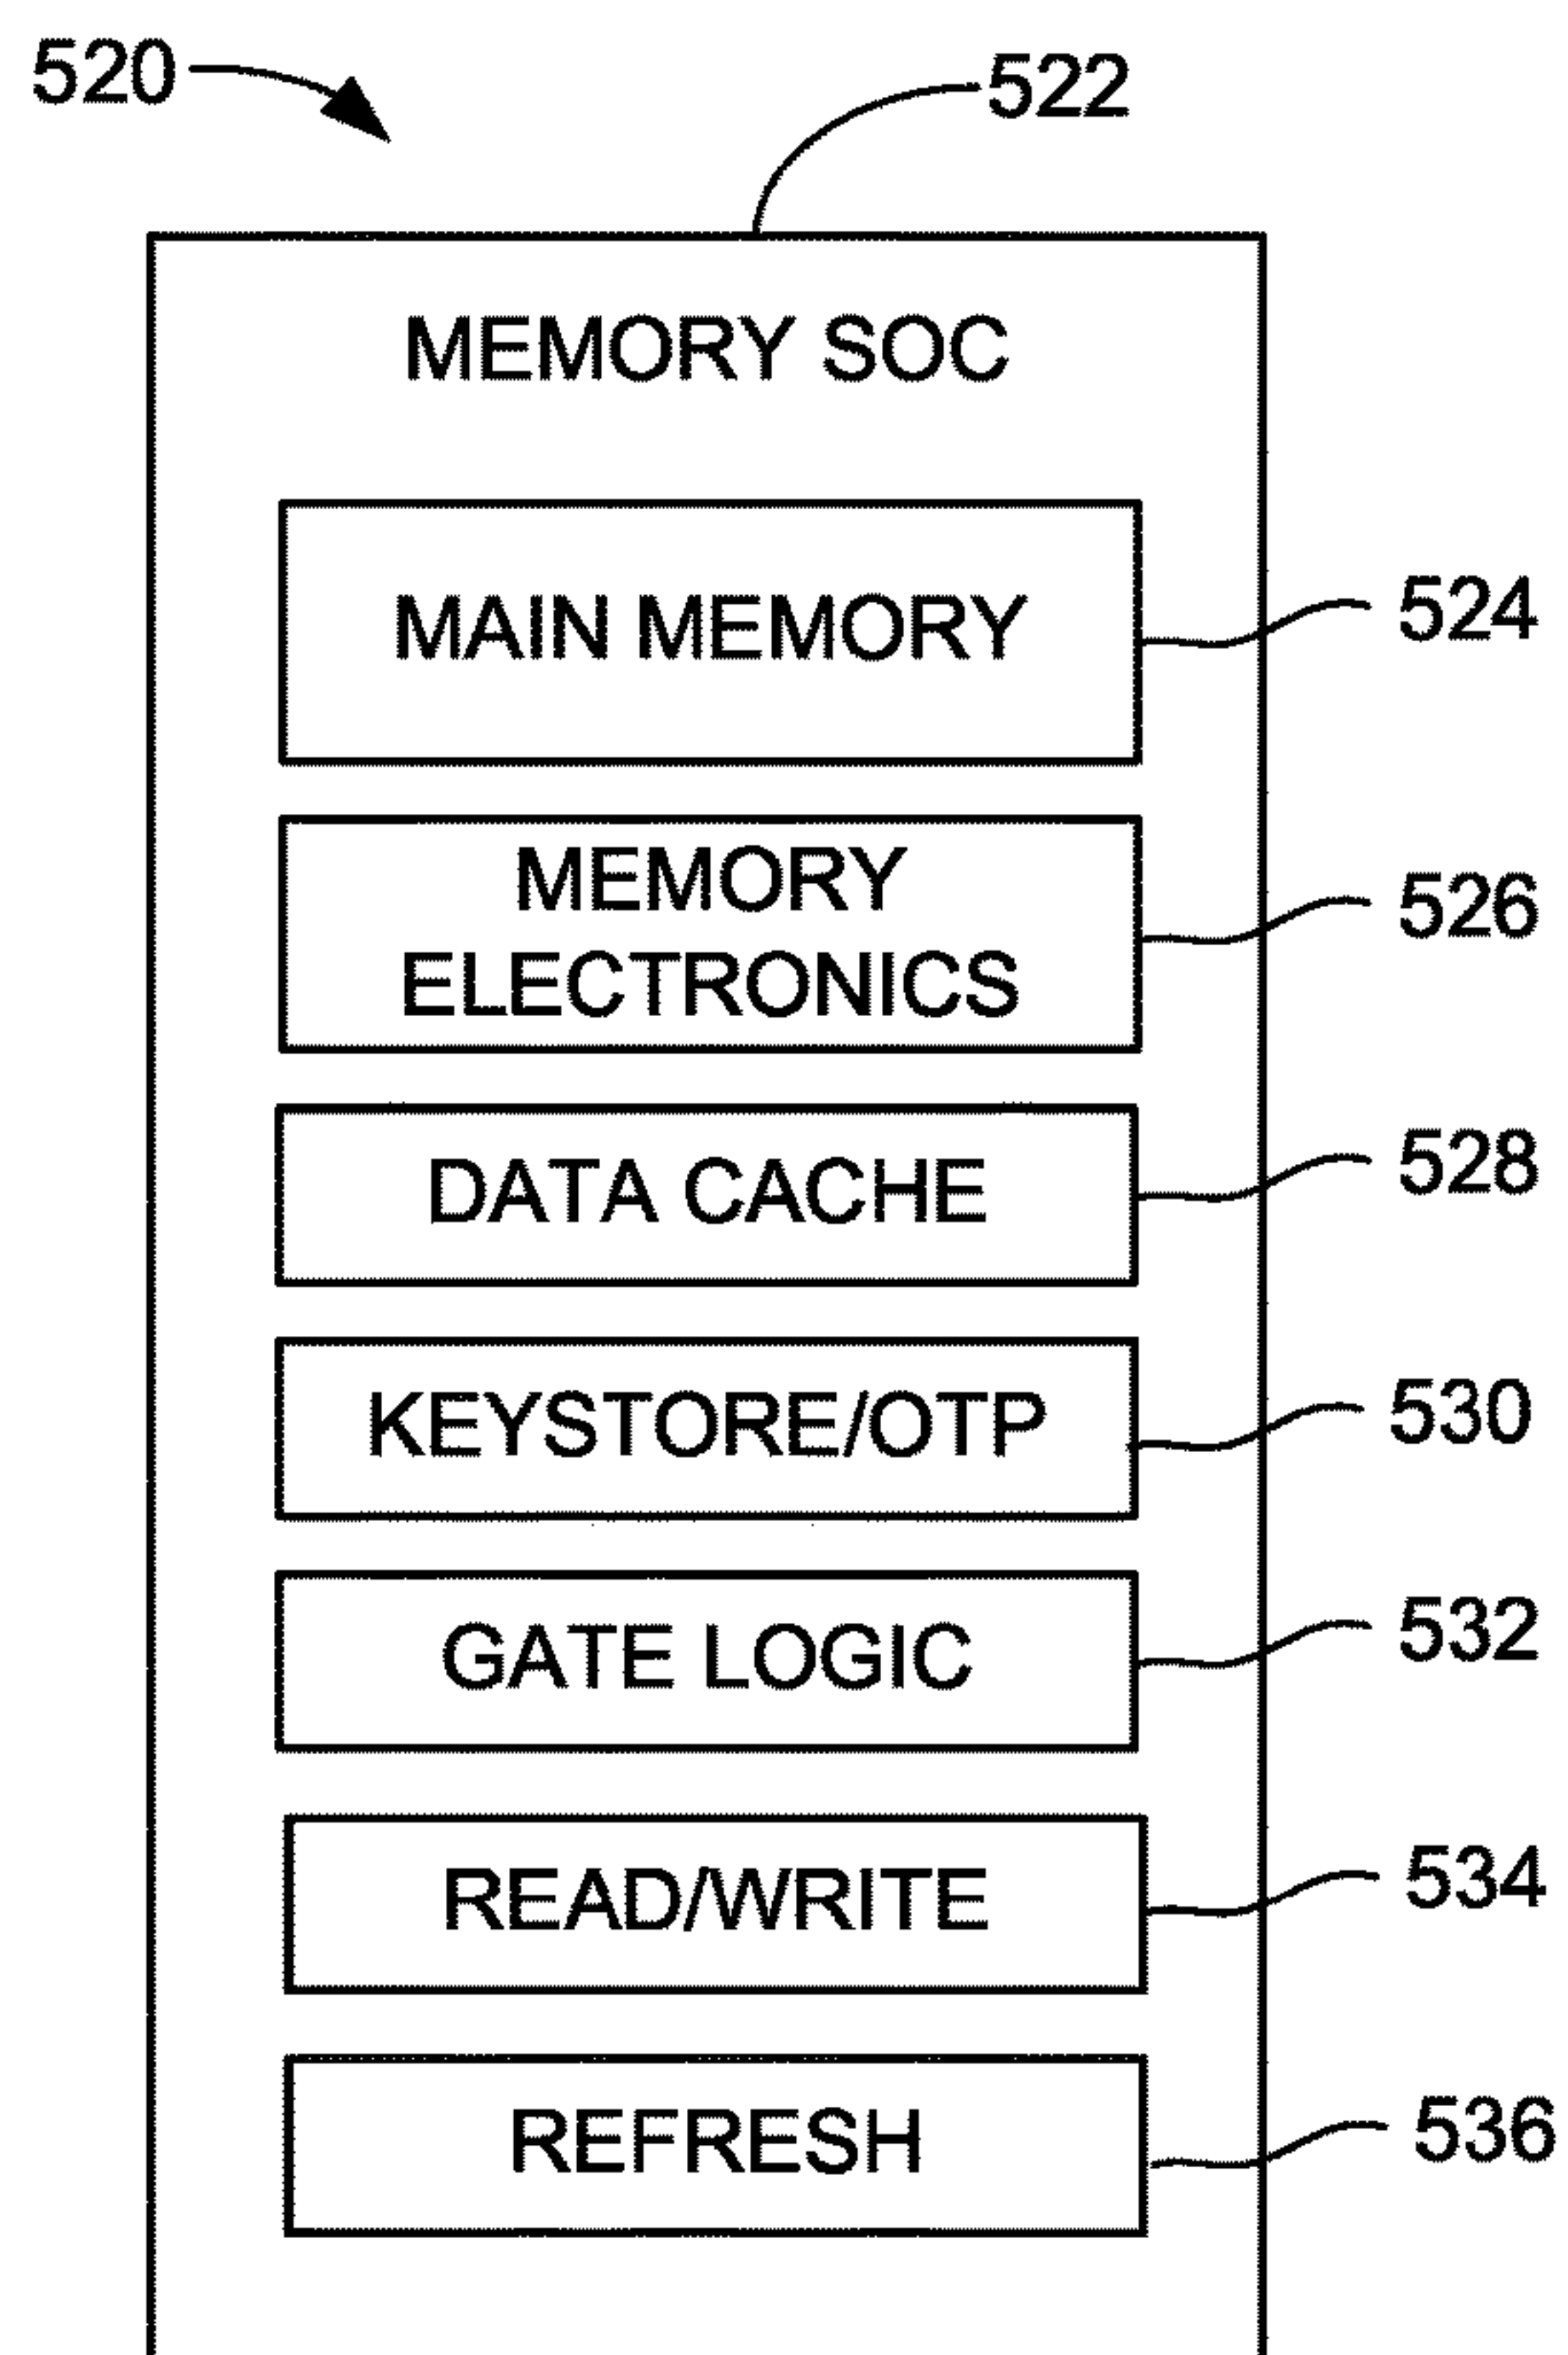 520
522
MEMORY SOC
MAIN MEMORY
524
MEMORY
ELECTRONICS
526
DATA CACHE
528
KEYSTORE/OTP
530
GATE LOGIC
532
READ/WRITE
534
REFRESH
536